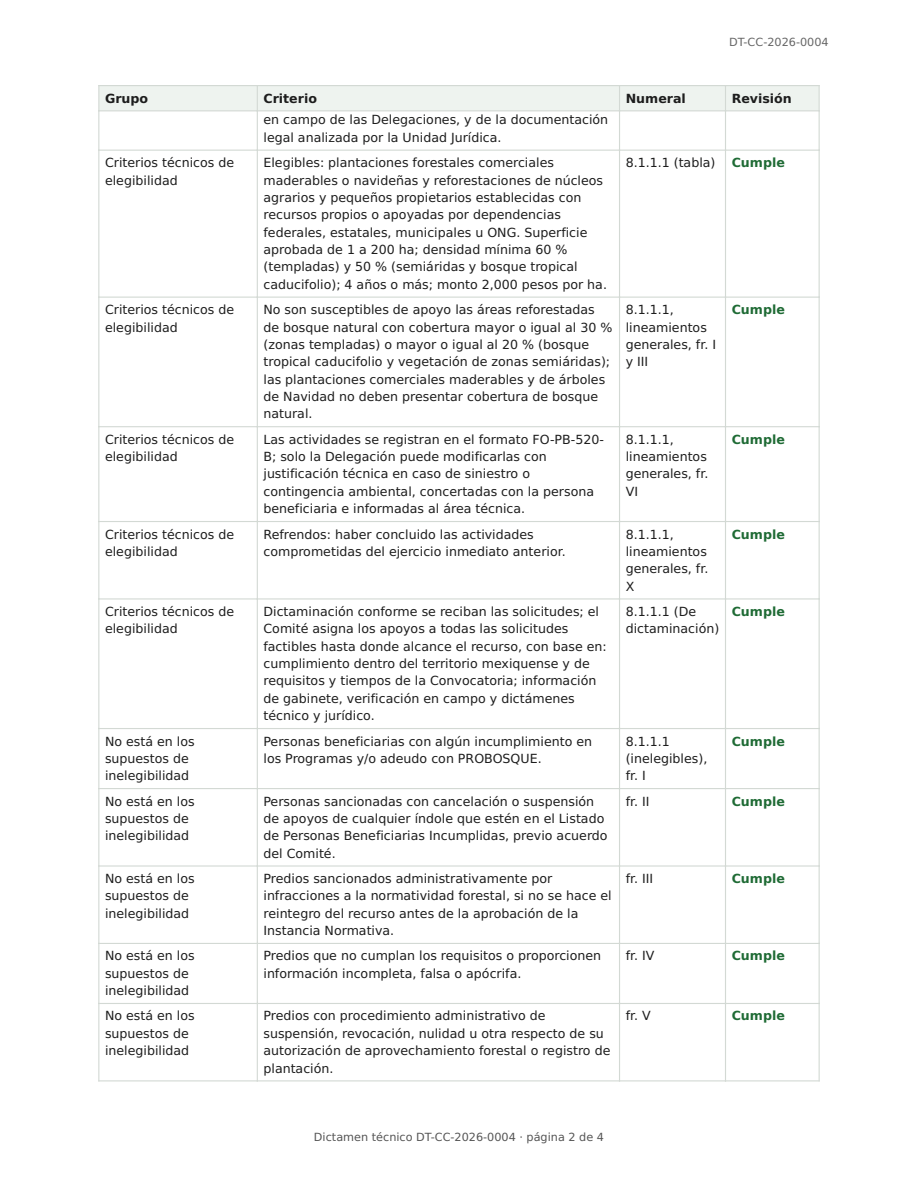 DT-CC-2026-0004
Grupo Criterio Numeral Revisión
en campo de las Delegaciones, y de la documentación
legal analizada por la Unidad Jurídica.
Criterios técnicos de
elegibilidad
Elegibles: plantaciones forestales comerciales
maderables o navideñas y reforestaciones de núcleos
agrarios y pequeños propietarios establecidas con
recursos propios o apoyadas por dependencias
federales, estatales, municipales u ONG. Superficie
aprobada de 1 a 200 ha; densidad mínima 60 %
(templadas) y 50 % (semiáridas y bosque tropical
caducifolio); 4 años o más; monto 2,000 pesos por ha.
8.1.1.1 (tabla)
Cumple
Criterios técnicos de
elegibilidad
No son susceptibles de apoyo las áreas reforestadas
de bosque natural con cobertura mayor o igual al 30 %
(zonas templadas) o mayor o igual al 20 % (bosque
tropical caducifolio y vegetación de zonas semiáridas);
las plantaciones comerciales maderables y de árboles
de Navidad no deben presentar cobertura de bosque
natural.
8.1.1.1,
lineamientos
generales, fr. I
y III
Cumple
Criterios técnicos de
elegibilidad
Las actividades se registran en el formato FO-PB-520-
B; solo la Delegación puede modificarlas con
justificación técnica en caso de siniestro o
contingencia ambiental, concertadas con la persona
beneficiaria e informadas al área técnica.
8.1.1.1,
lineamientos
generales, fr.
VI
Cumple
Criterios técnicos de
elegibilidad
Refrendos: haber concluido las actividades
comprometidas del ejercicio inmediato anterior.
8.1.1.1,
lineamientos
generales, fr.
X
Cumple
Criterios técnicos de
elegibilidad
Dictaminación conforme se reciban las solicitudes; el
Comité asigna los apoyos a todas las solicitudes
factibles hasta donde alcance el recurso, con base en:
cumplimiento dentro del territorio mexiquense y de
requisitos y tiempos de la Convocatoria; información
de gabinete, verificación en campo y dictámenes
técnico y jurídico.
8.1.1.1 (De
dictaminación)
Cumple
No está en los
supuestos de
inelegibilidad
Personas beneficiarias con algún incumplimiento en
los Programas y/o adeudo con PROBOSQUE.
8.1.1.1
(inelegibles),
fr. I
Cumple
No está en los
supuestos de
inelegibilidad
Personas sancionadas con cancelación o suspensión
de apoyos de cualquier índole que estén en el Listado
de Personas Beneficiarias Incumplidas, previo acuerdo
del Comité.
fr. II
Cumple
No está en los
supuestos de
inelegibilidad
Predios sancionados administrativamente por
infracciones a la normatividad forestal, si no se hace el
reintegro del recurso antes de la aprobación de la
Instancia Normativa.
fr. III
Cumple
No está en los
supuestos de
inelegibilidad
Predios que no cumplan los requisitos o proporcionen
información incompleta, falsa o apócrifa.
fr. IV
Cumple
No está en los
supuestos de
inelegibilidad
Predios con procedimiento administrativo de
suspensión, revocación, nulidad u otra respecto de su
autorización de aprovechamiento forestal o registro de
plantación.
fr. V
Cumple
Dictamen técnico DT-CC-2026-0004 · página 2 de 4